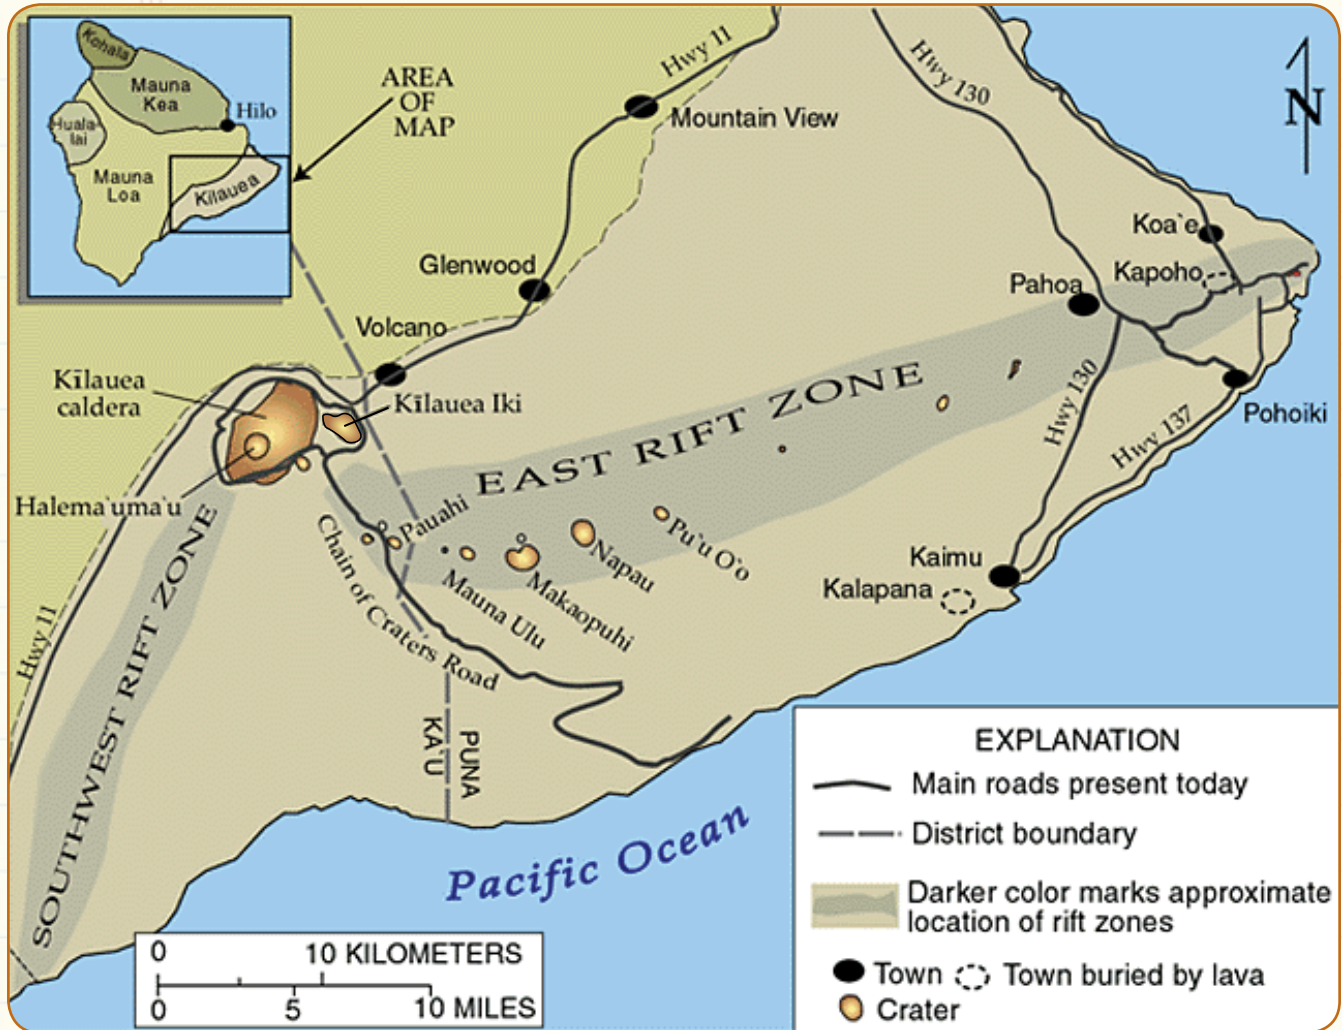 Kohala
Mauna
Kea
Hilo
Huala-
lai
Mauna
Loa
Kilauea
AREA
OF
MAP
Hwy 11
Mountain View
Hwy 130
N
Glenwood
Volcano
Koa`e
Kapoho
Pahoa
Kīlauea
caldera
Kīlauea Iki
Halema`uma`u
EAST RIFT ZONE
Hwy 130
Hwy 137
Pohoiki
Pauahi
Chain of Craters Road
Mauna Ulu
Makaopuhi
Napau
Pu`u O`o
Kaimu
Kalapana
Hwy 11
SOUTHWEST RIFT ZONE
KA`U
PUNA
Pacific Ocean
0 10 KILOMETERS
0 5 10 MILES
EXPLANATION
Main roads present today
District boundary
Darker color marks approximate
location of rift zones
Town Town buried by lava
Crater